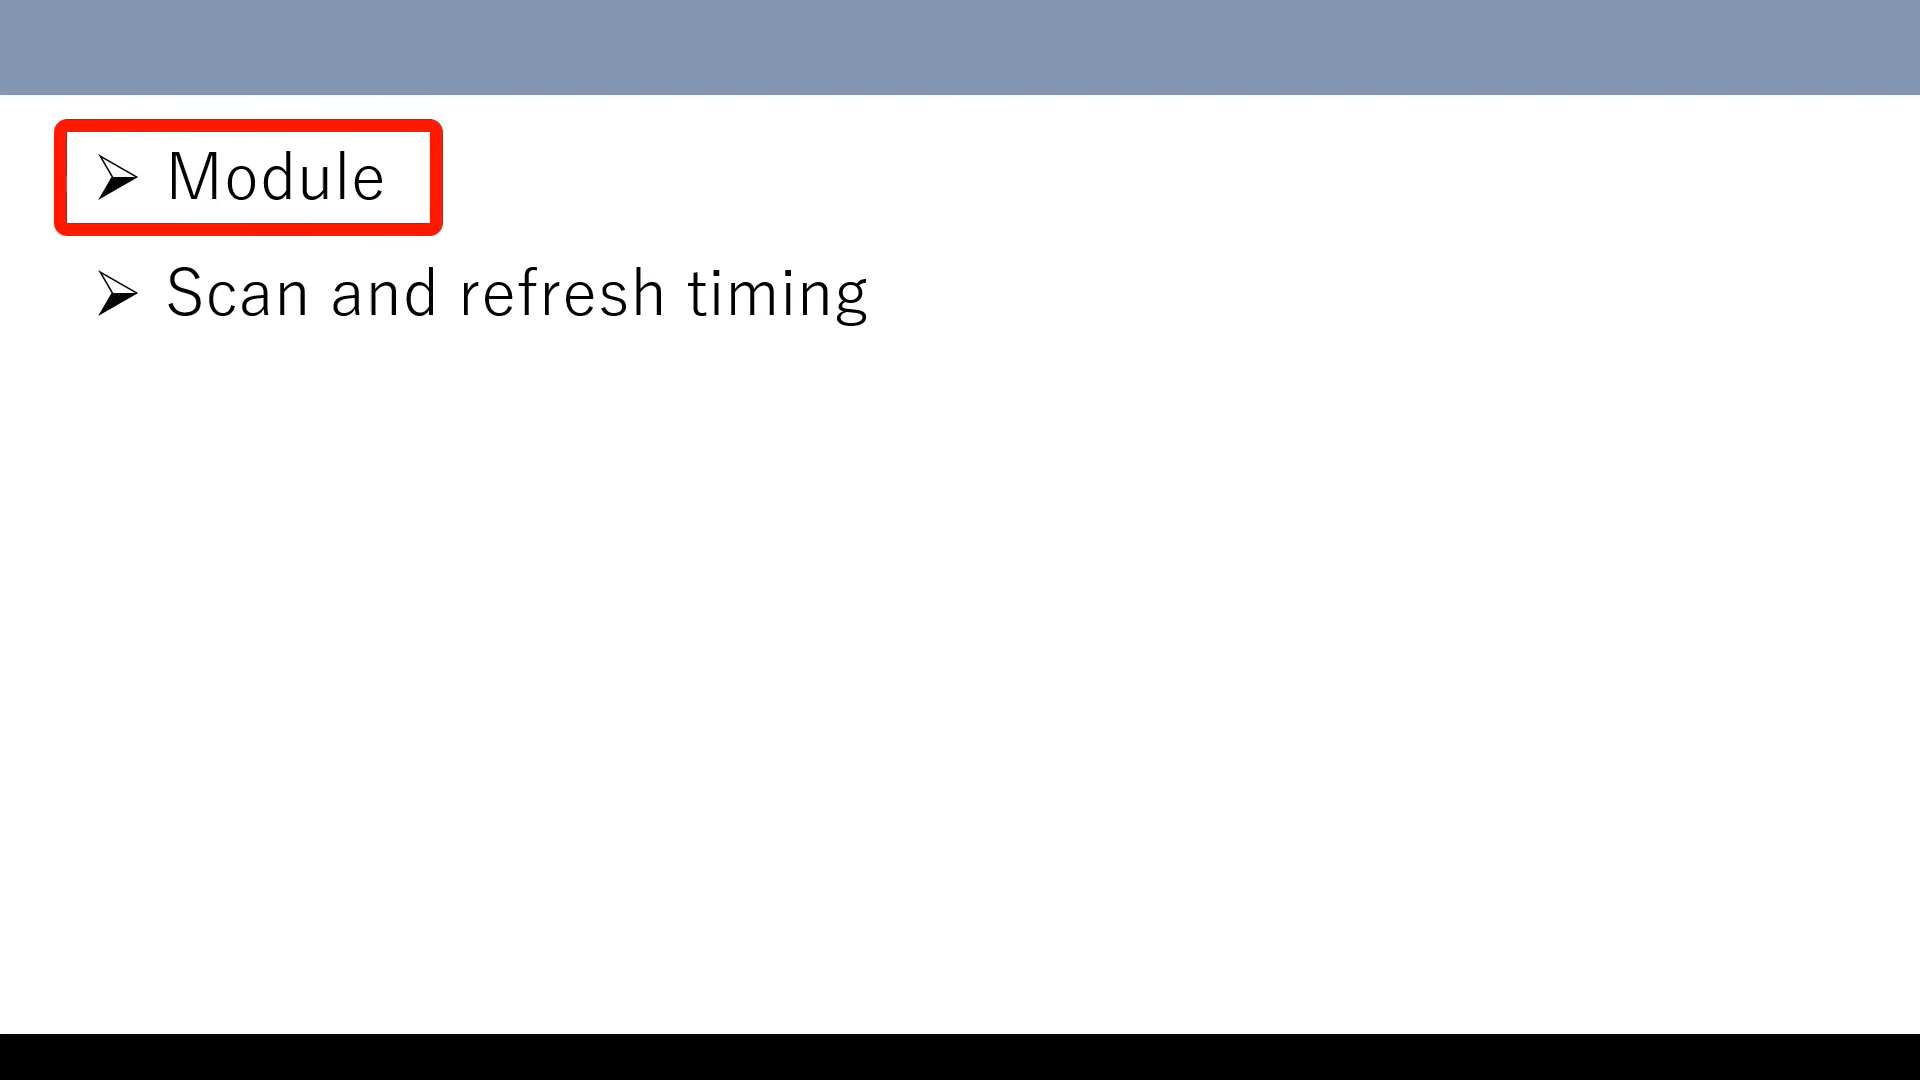 ➢ Module
➢ Scan and refresh timing